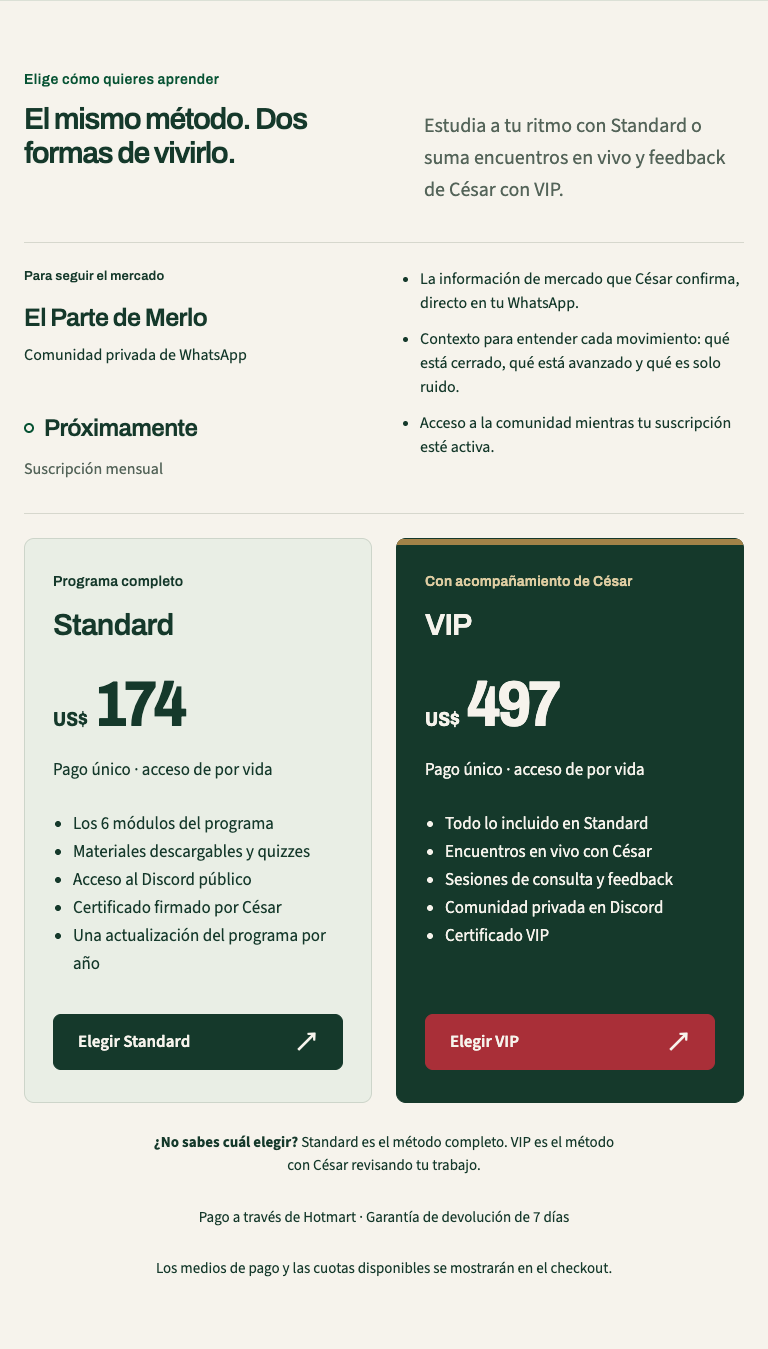 Elige cómo quieres aprender
El mismo método. Dos
formas de vivirlo.
Estudia a tu ritmo con Standard o
suma encuentros en vivo y feedback
de César con VIP.
Para seguir el mercado
El Parte de Merlo
Comunidad privada de WhatsApp
Próximamente
Suscripción mensual
La información de mercado que César confirma,
directo en tu WhatsApp.
Contexto para entender cada movimiento: qué
está cerrado, qué está avanzado y qué es solo
ruido.
Acceso a la comunidad mientras tu suscripción
esté activa.
Programa completo
Standard
US$ 174
Pago único · acceso de por vida
Los 6 módulos del programa
Materiales descargables y quizzes
Acceso al Discord público
Certificado firmado por César
Una actualización del programa por
año
Elegir Standard ↗
Con acompañamiento de César
VIP
US$ 497
Pago único · acceso de por vida
Todo lo incluido en Standard
Encuentros en vivo con César
Sesiones de consulta y feedback
Comunidad privada en Discord
Certificado VIP
Elegir VIP ↗
¿No sabes cuál elegir? Standard es el método completo. VIP es el método
con César revisando tu trabajo.
Pago a través de Hotmart · Garantía de devolución de 7 días
Los medios de pago y las cuotas disponibles se mostrarán en el checkout.